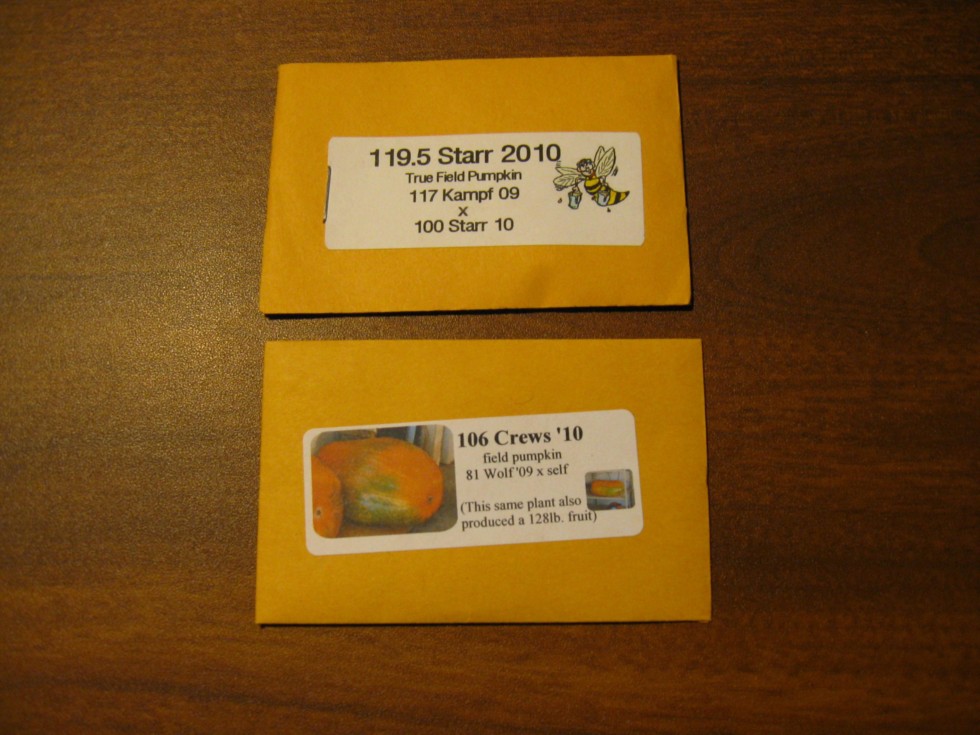 119.5 Starr 2010
True Field Pumpkin
117 Kampf 09
x
100 Starr 10
106 Crews '10
field pumpkin
81 Wolf '09 x self
(This same plant also
produced a 128lb. fruit)